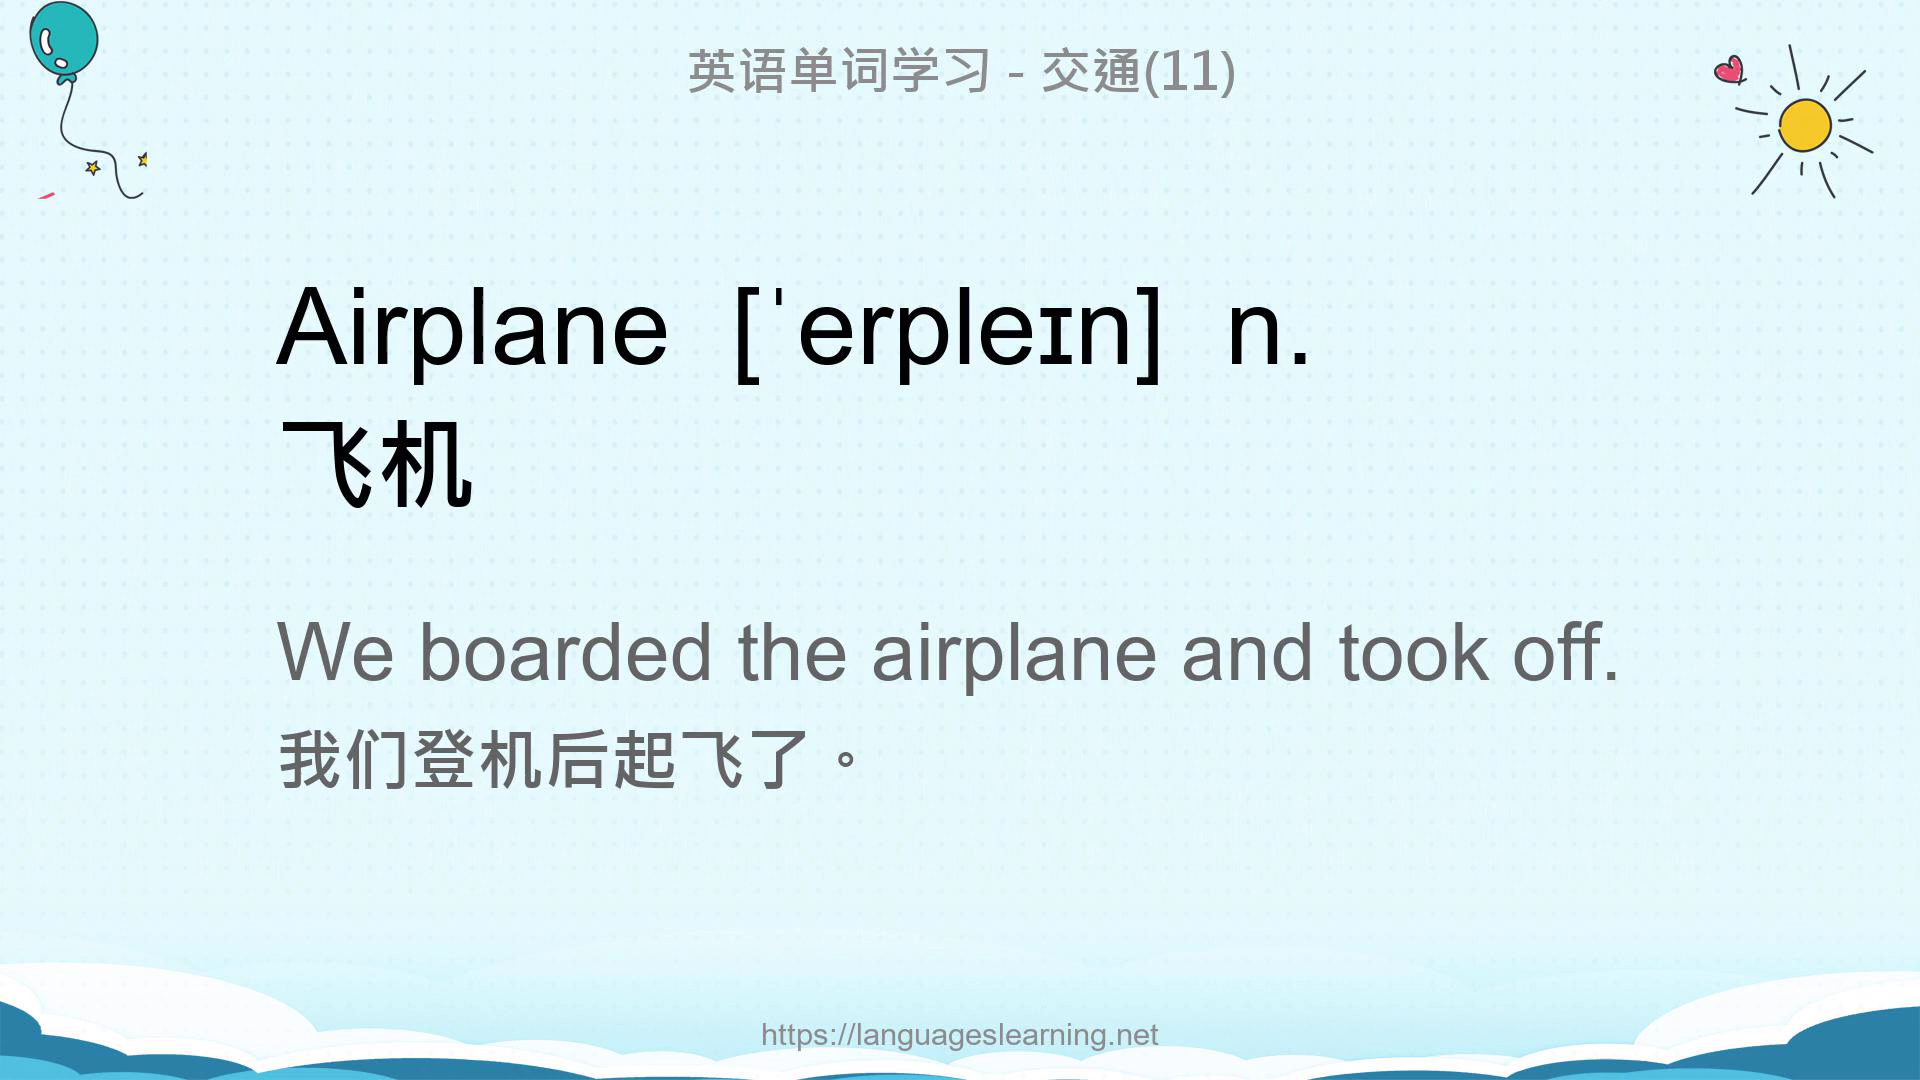 英语单词学习 - 交通(11)
Airplane [ˈerpleɪn] n.
飞机
We boarded the airplane and took off.
我们登机后起飞了。
https://languageslearning.net